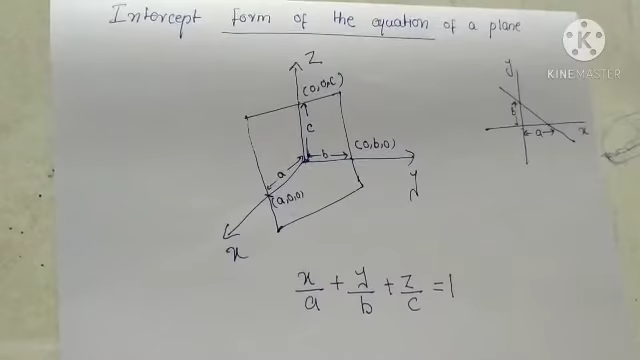 Intercept form of the equation of a plane
KINEMASTER
z
(0,0,c)
c
a
b
(0,b,0)
(a,0,0)
y
x
y
b
a
x
x/a + y/b + z/c = 1